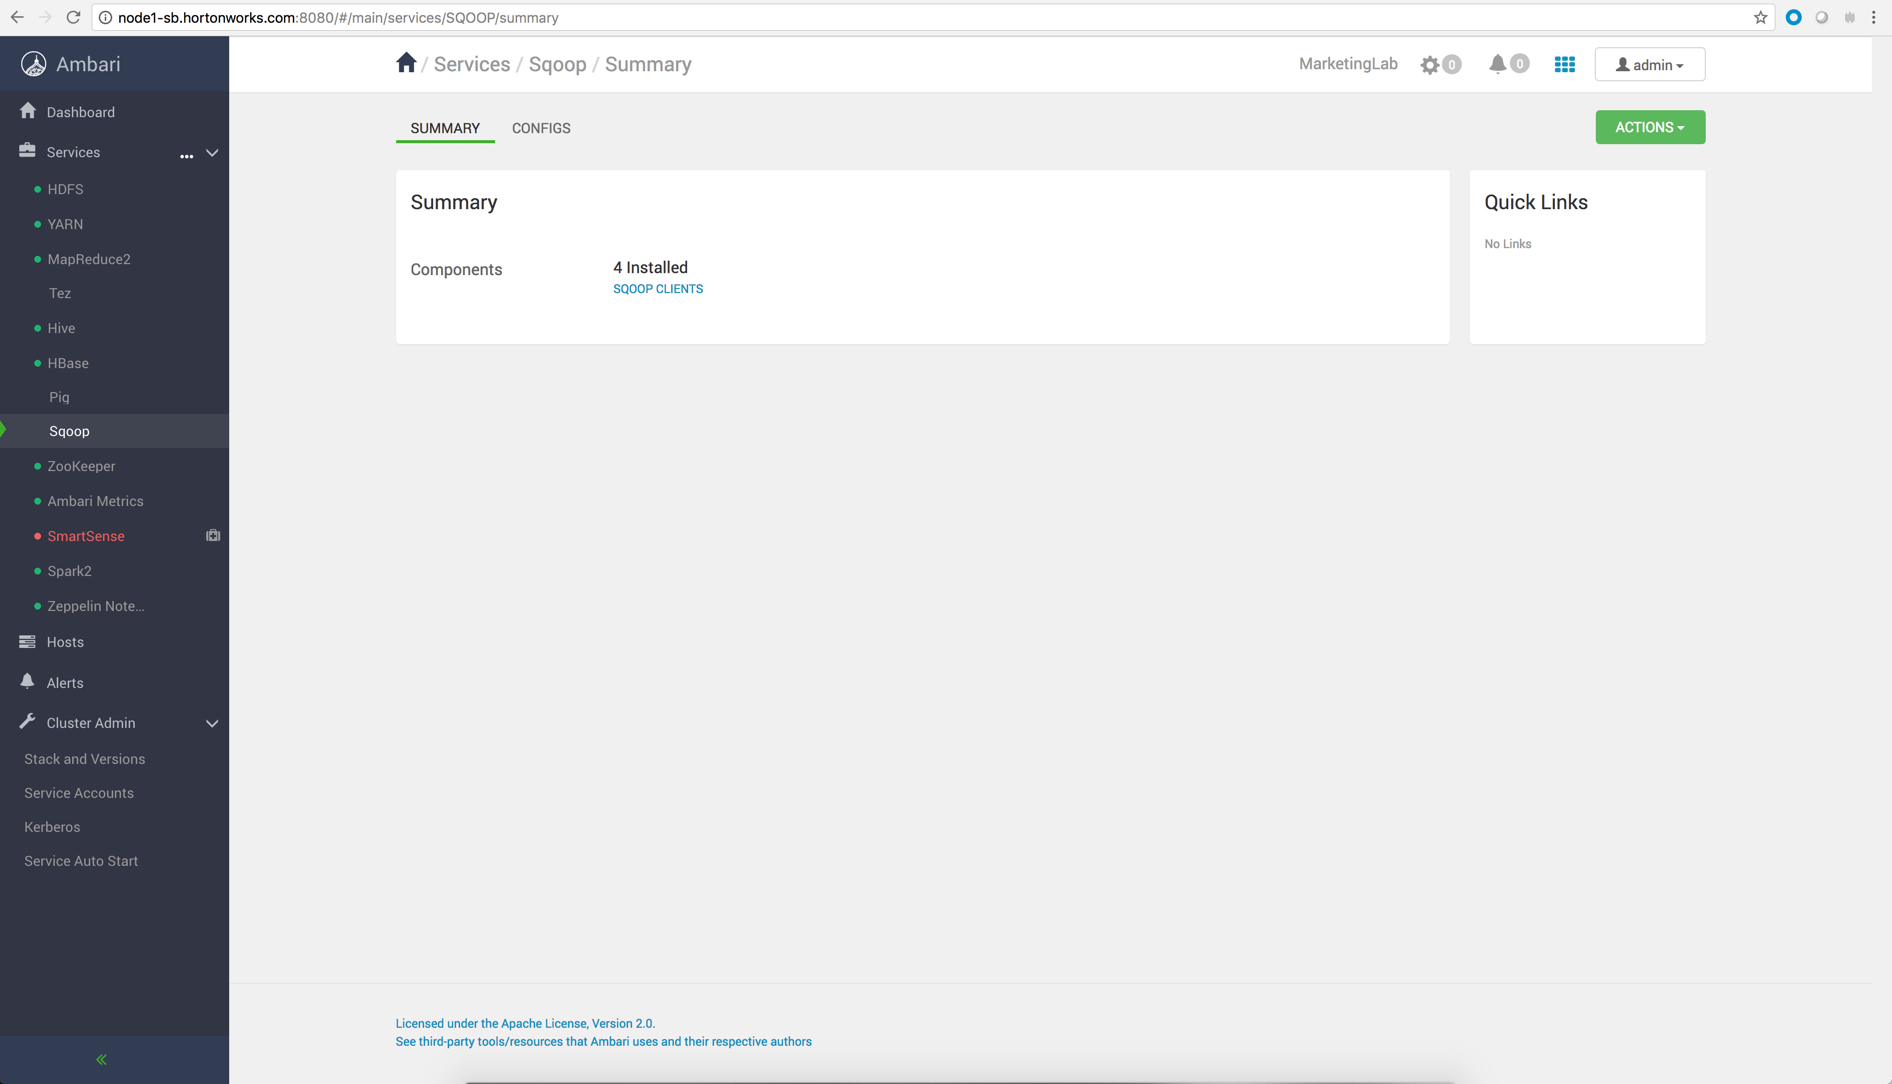 node1-sb.hortonworks.com:8080/#/main/services/SQOOP/summary
Ambari
/ Services / Sqoop / Summary
MarketingLab
0
0
admin
Dashboard
Services
...
HDFS
YARN
MapReduce2
Tez
Hive
HBase
Pig
Sqoop
ZooKeeper
Ambari Metrics
SmartSense
Spark2
Zeppelin Note...
Hosts
Alerts
Cluster Admin
Stack and Versions
Service Accounts
Kerberos
Service Auto Start
SUMMARY
CONFIGS
ACTIONS
Summary
Components
4 Installed
SQOOP CLIENTS
Quick Links
No Links
Licensed under the Apache License, Version 2.0.
See third-party tools/resources that Ambari uses and their respective authors